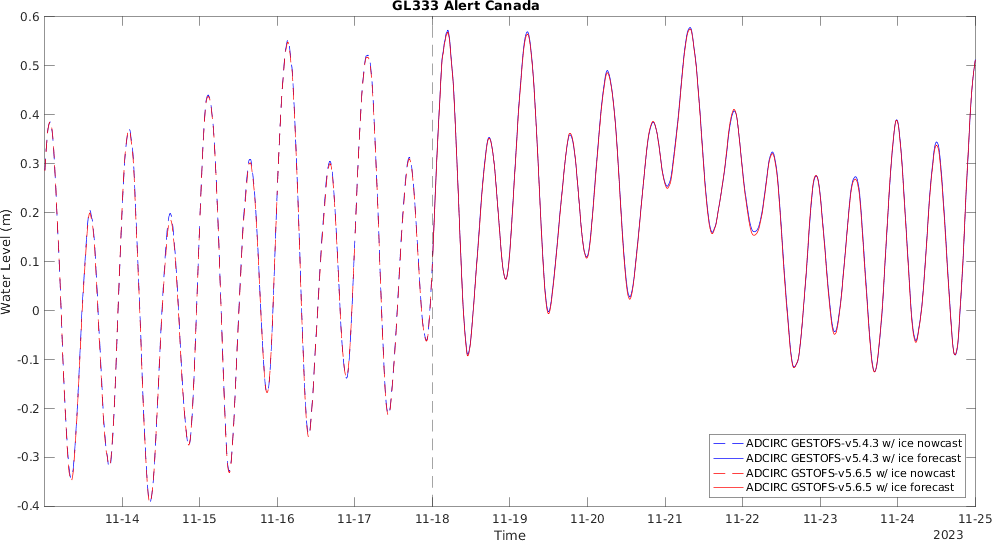 GL333 Alert Canada
0.6
0.5
0.4
0.3
0.2
0.1
0
-0.1
-0.2
-0.3
-0.4
Water Level (m)
ADCIRC GESTOFS-v5.4.3 w/ ice nowcast
ADCIRC GESTOFS-v5.4.3 w/ ice forecast
ADCIRC GSTOFS-v5.6.5 w/ ice nowcast
ADCIRC GSTOFS-v5.6.5 w/ ice forecast
11-14 11-15 11-16 11-17 11-18 11-19 11-20 11-21 11-22 11-23 11-24 11-25
Time
2023